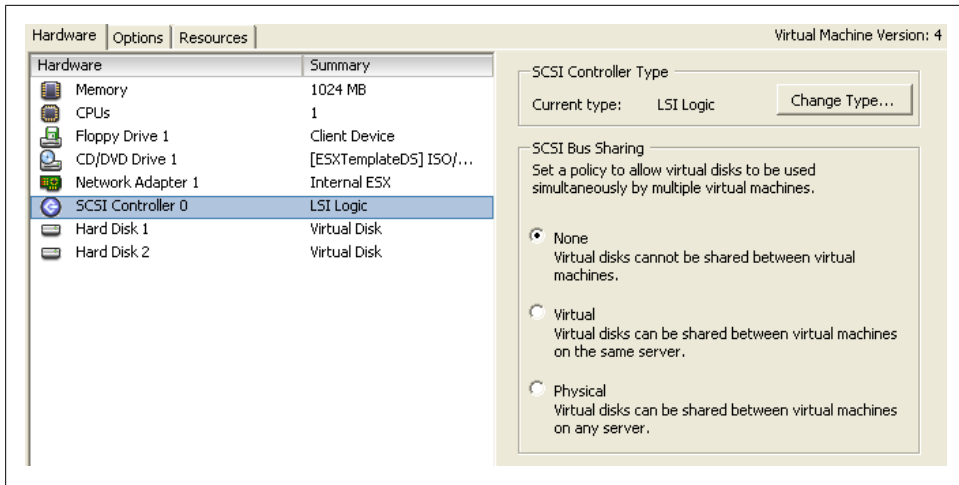 Hardware Options Resources Virtual Machine Version: 4
Hardware Summary
Memory 1024 MB
CPUs 1
Floppy Drive 1 Client Device
CD/DVD Drive 1 [ESXTemplateDS] ISO/...
Network Adapter 1 Internal ESX
SCSI Controller 0 LSI Logic
Hard Disk 1 Virtual Disk
Hard Disk 2 Virtual Disk
SCSI Controller Type
Current type: LSI Logic Change Type...
SCSI Bus Sharing
Set a policy to allow virtual disks to be used
simultaneously by multiple virtual machines.
None
Virtual disks cannot be shared between virtual
machines.
Virtual
Virtual disks can be shared between virtual machines
on the same server.
Physical
Virtual disks can be shared between virtual machines
on any server.